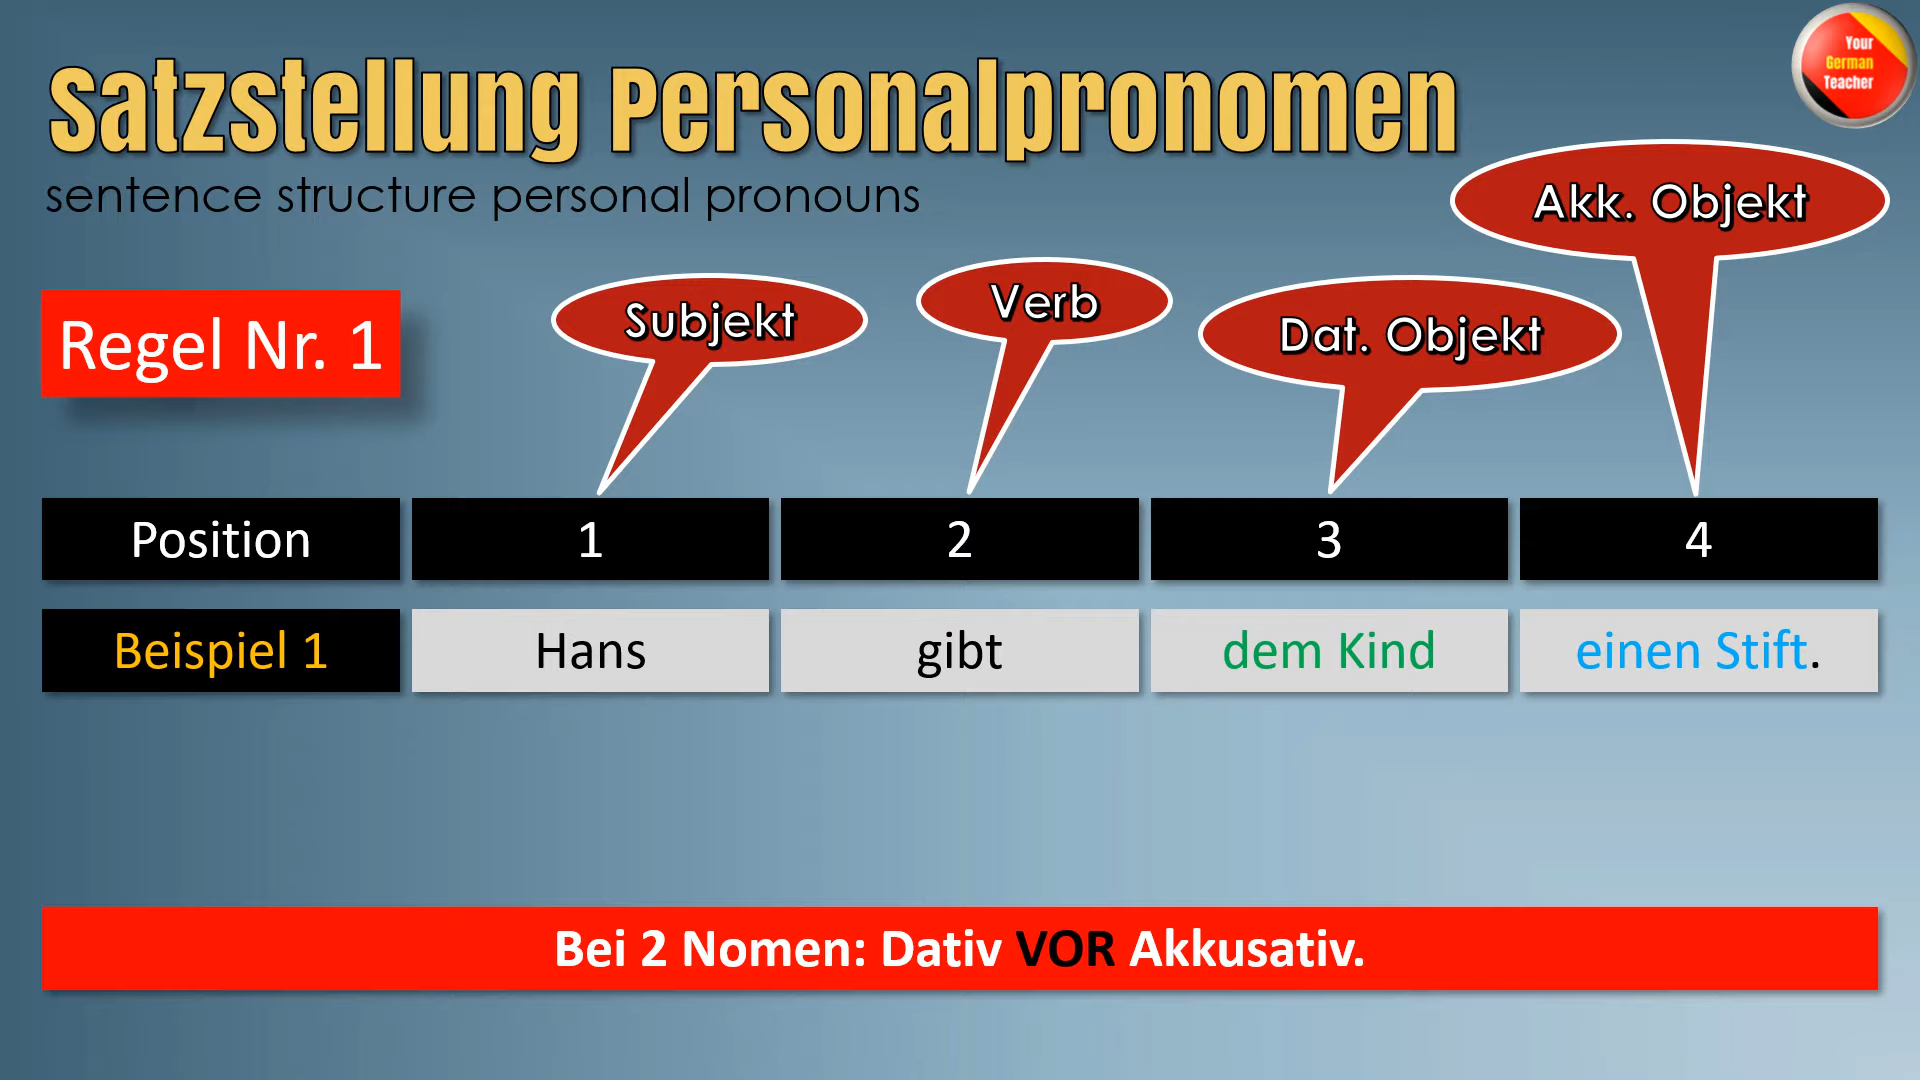 Your
German
Teacher
Satzstellung Personalpronomen
sentence structure personal pronouns
Akk. Objekt
Subjekt
Verb
Dat. Objekt
Regel Nr. 1
Position 1 2 3 4
Beispiel 1 Hans gibt dem Kind einen Stift.
Bei 2 Nomen: Dativ VOR Akkusativ.